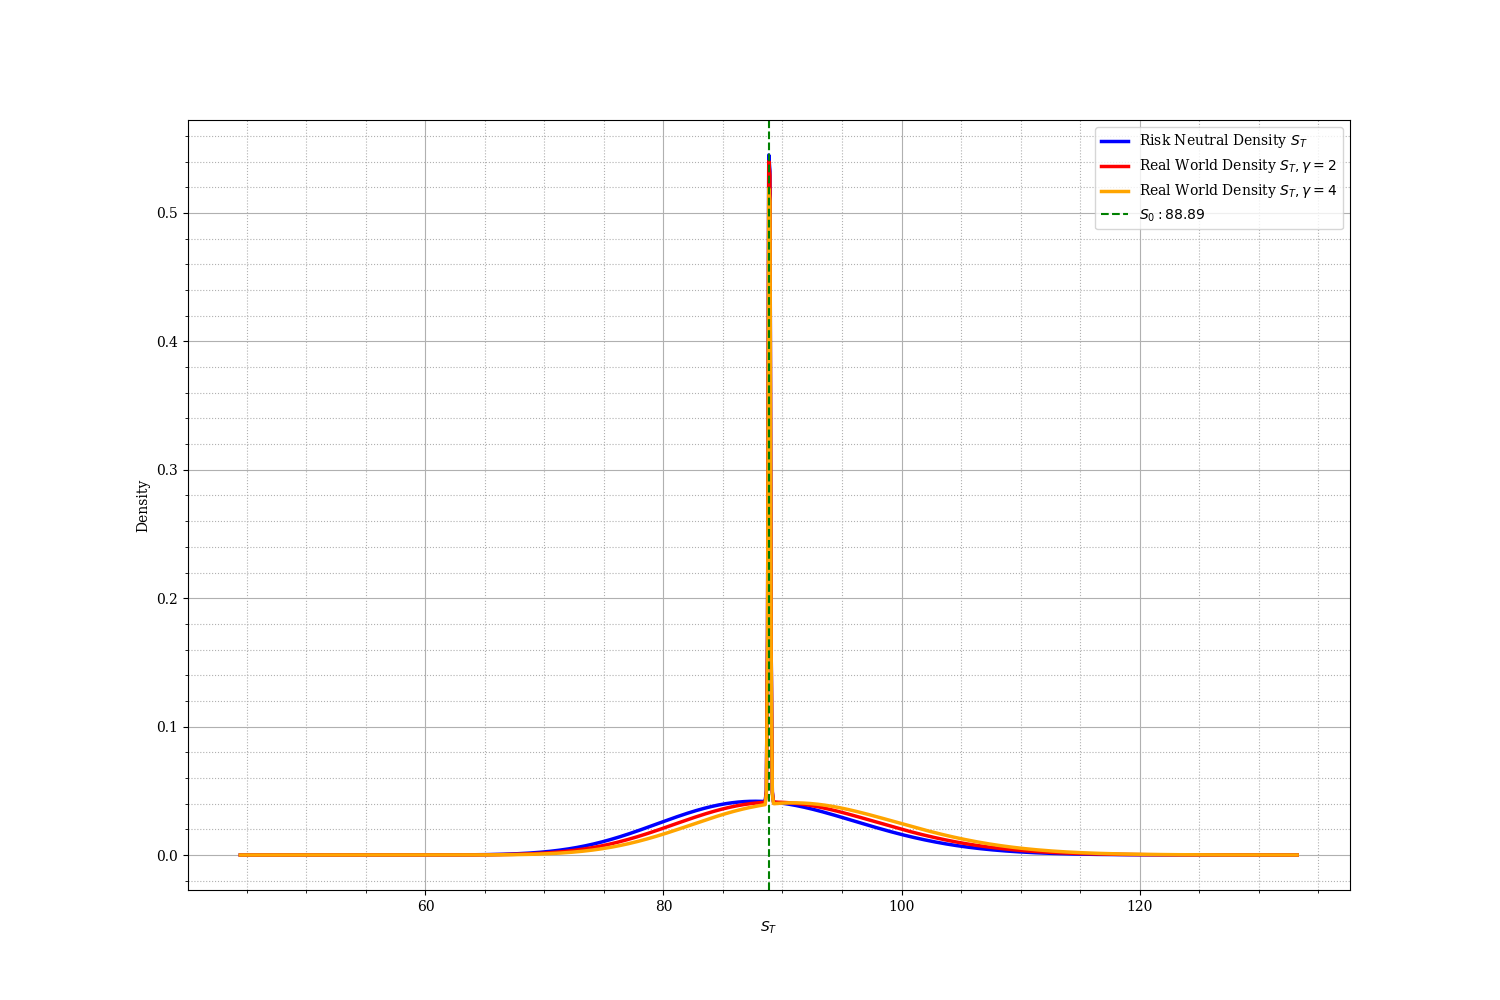 Risk Neutral Density S_T
Real World Density S_T, γ = 2
Real World Density S_T, γ = 4
S_0 : 88.89
0.5
0.4
0.3
0.2
0.1
0.0
Density
60 80 100 120
S_T